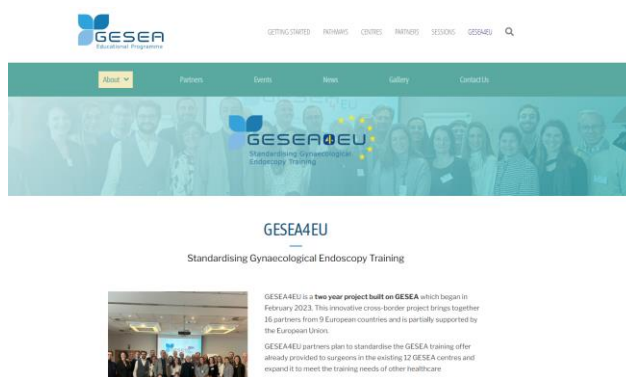 GESEA
Educational Programme
GETTING STARTED PATHWAYS CENTRES PARTNERS SESSIONS GESEA4EU
About Partners Events News Gallery Contact Us
GESEA4EU
Standardising Gynaecological
Endoscopy Training
GESEA4EU
Standardising Gynaecological Endoscopy Training
GESEA4EU is a two year project built on GESEA which began in
February 2023. This innovative cross-border project brings together
16 partners from 9 European countries and is partially supported by
the European Union.
GESEA4EU partners plan to standardise the GESEA training offer
already provided to surgeons in the existing 12 GESEA centres and
expand it to meet the training needs of other healthcare